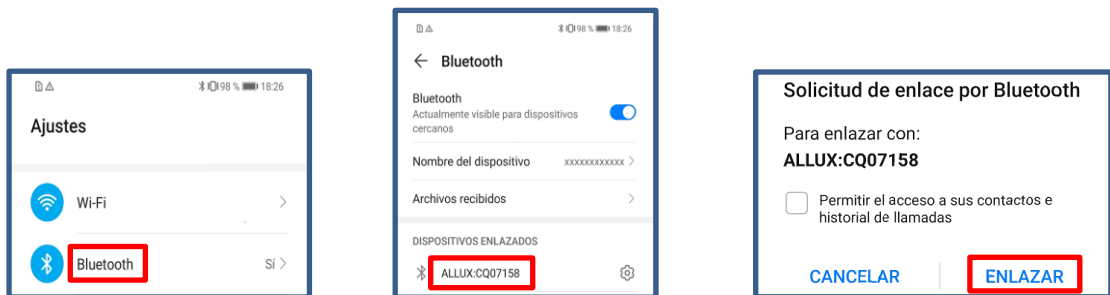 98 % 18:26
Ajustes
Wi-Fi
Bluetooth Sí
98 % 18:26
Bluetooth
Bluetooth
Actualmente visible para dispositivos
cercanos
Nombre del dispositivo xxxxxxxxxxxx
Archivos recibidos
DISPOSITIVOS ENLAZADOS
ALLUX:CQ07158
Solicitud de enlace por Bluetooth
Para enlazar con:
ALLUX:CQ07158
Permitir el acceso a sus contactos e
historial de llamadas
CANCELAR ENLAZAR